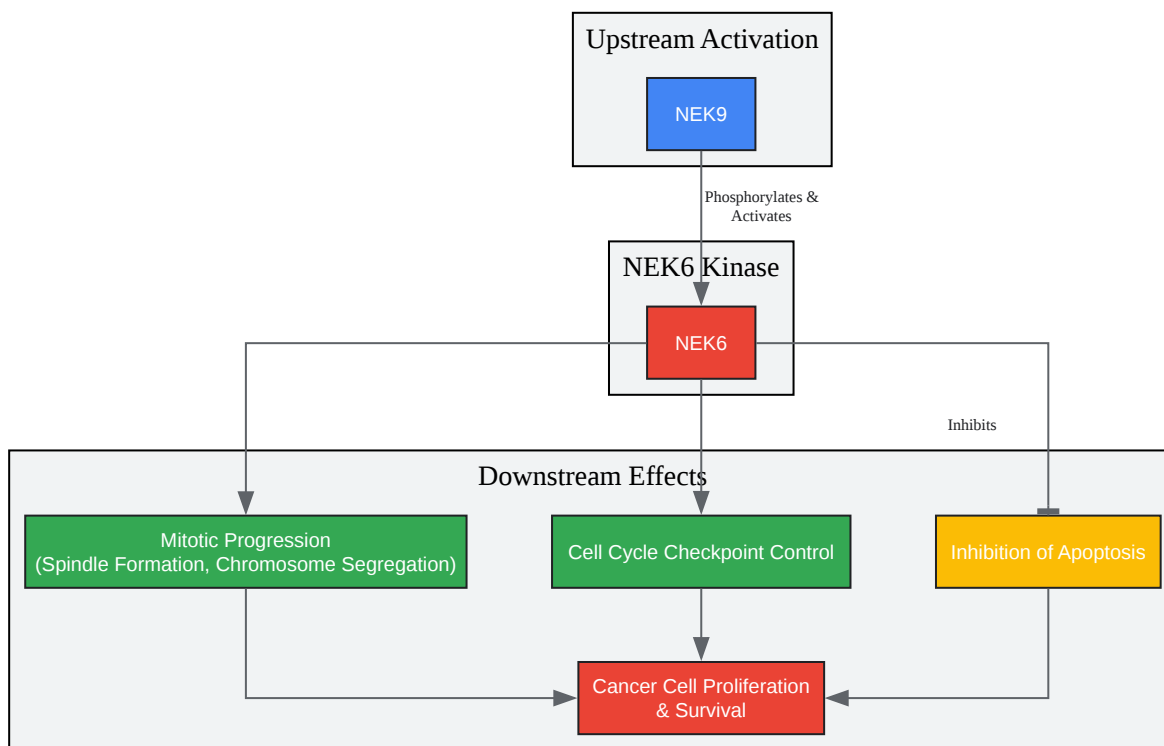 Upstream Activation
NEK9
Phosphorylates &
Activates
NEK6 Kinase
NEK6
Inhibits
Downstream Effects
Mitotic Progression
(Spindle Formation, Chromosome Segregation)
Cell Cycle Checkpoint Control
Inhibition of Apoptosis
Cancer Cell Proliferation
& Survival